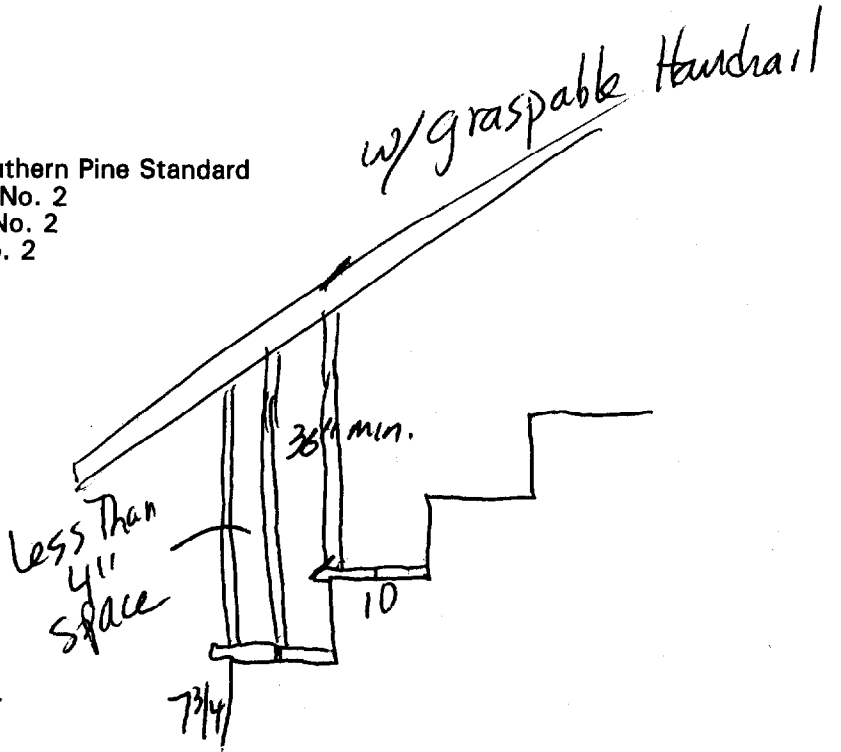 w/graspable Handrail
uthern Pine Standard
No. 2
No. 2
. 2
36" min.
Less Than
4"
space
10
7 3/4